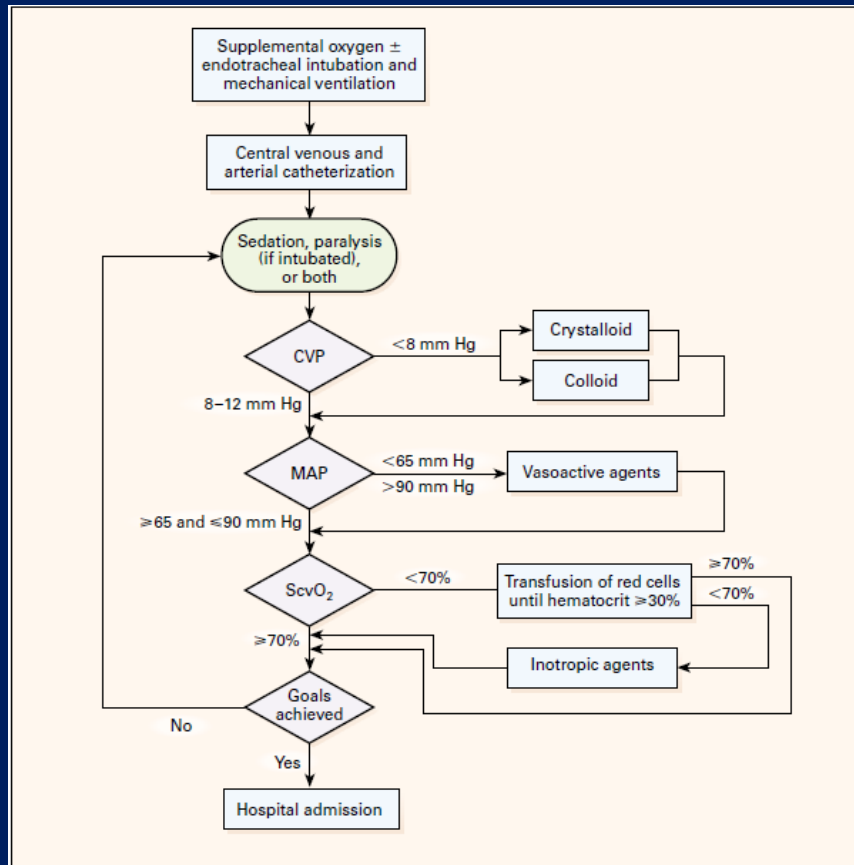 Supplemental oxygen ±
endotracheal intubation and
mechanical ventilation
Central venous and
arterial catheterization
Sedation, paralysis
(if intubated),
or both
CVP
<8 mm Hg
Crystalloid
Colloid
8–12 mm Hg
MAP
<65 mm Hg
>90 mm Hg
Vasoactive agents
≥65 and ≤90 mm Hg
ScvO₂
<70%
Transfusion of red cells
until hematocrit ≥30%
≥70%
<70%
≥70%
Inotropic agents
Goals
achieved
No
Yes
Hospital admission